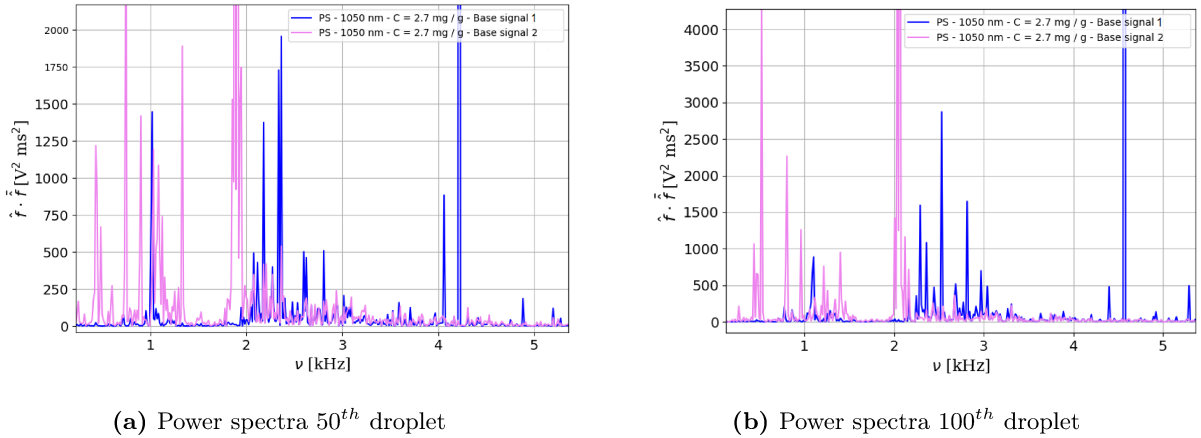 PS - 1050 nm - C = 2.7 mg / g - Base signal 1
PS - 1050 nm - C = 2.7 mg / g - Base signal 2
2000
1750
1500
1250
1000
750
500
250
0
f̂ · f̂̄ [V² ms²]
1 2 3 4 5
ν [kHz]
(a) Power spectra 50ᵗʰ droplet
PS - 1050 nm - C = 2.7 mg / g - Base signal 1
PS - 1050 nm - C = 2.7 mg / g - Base signal 2
4000
3500
3000
2500
2000
1500
1000
500
0
f̂ · f̂̄ [V² ms²]
1 2 3 4 5
ν [kHz]
(b) Power spectra 100ᵗʰ droplet